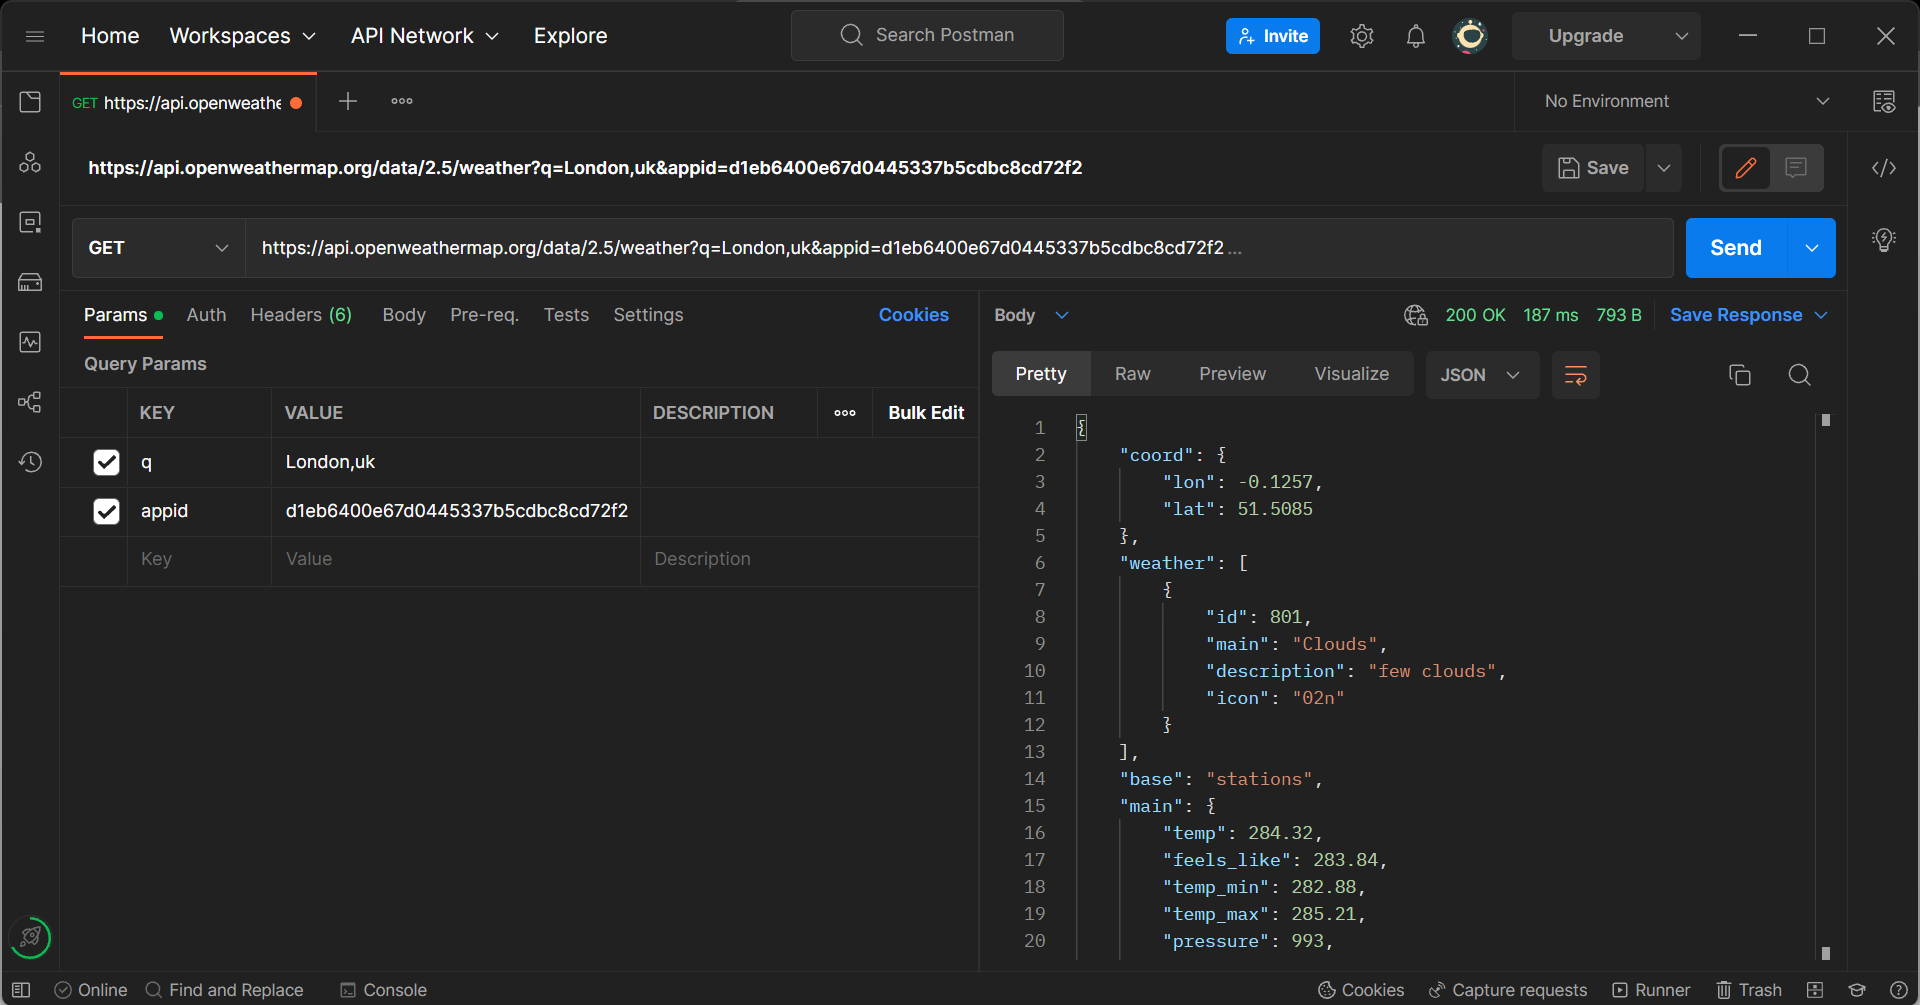 Home Workspaces API Network Explore Search Postman Invite Upgrade
GET https://api.openweathe No Environment
https://api.openweathermap.org/data/2.5/weather?q=London,uk&appid=d1eb6400e67d0445337b5cdbc8cd72f2 Save
GET https://api.openweathermap.org/data/2.5/weather?q=London,uk&appid=d1eb6400e67d0445337b5cdbc8cd72f2 ... Send
Params Auth Headers (6) Body Pre-req. Tests Settings Cookies
Query Params
KEY VALUE DESCRIPTION Bulk Edit
q London,uk
appid d1eb6400e67d0445337b5cdbc8cd72f2
Key Value Description
Body 200 OK 187 ms 793 B Save Response
Pretty Raw Preview Visualize JSON
1 {
2 "coord": {
3 "lon": -0.1257,
4 "lat": 51.5085
5 },
6 "weather": [
7 {
8 "id": 801,
9 "main": "Clouds",
10 "description": "few clouds",
11 "icon": "02n"
12 }
13 ],
14 "base": "stations",
15 "main": {
16 "temp": 284.32,
17 "feels_like": 283.84,
18 "temp_min": 282.88,
19 "temp_max": 285.21,
20 "pressure": 993,
Online Find and Replace Console Cookies Capture requests Runner Trash